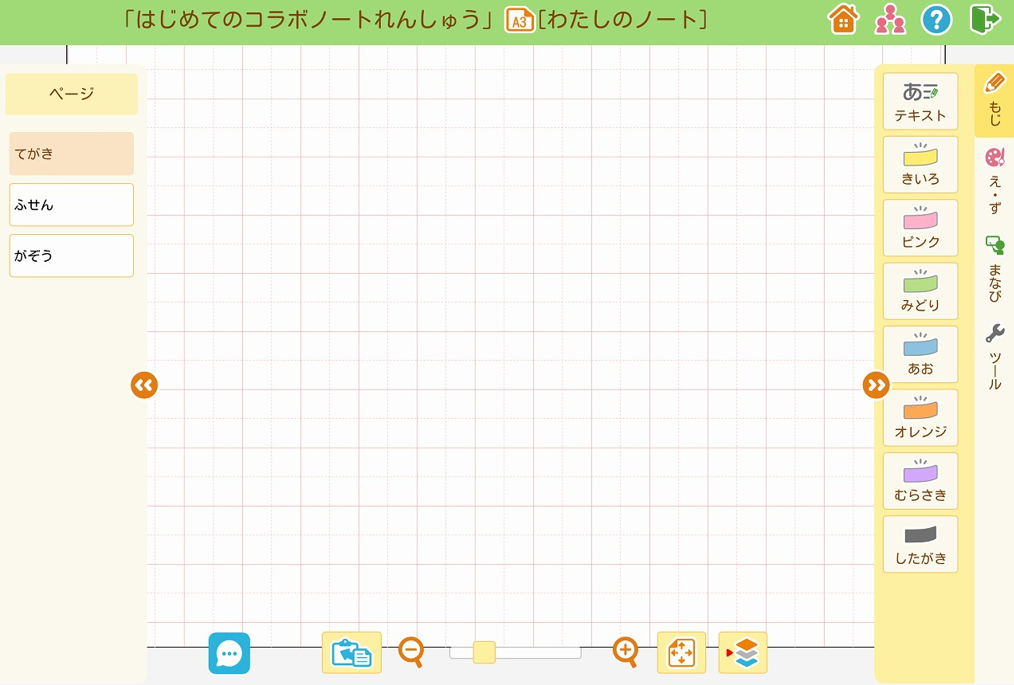 「はじめてのコラボノートれんしゅう」 A3 [わたしのノート]
?
ページ
てがき
ふせん
がぞう
あ
テキスト
きいろ
ピンク
みどり
あお
オレンジ
むらさき
したがき
もじ
え・ず
まなび
ツール